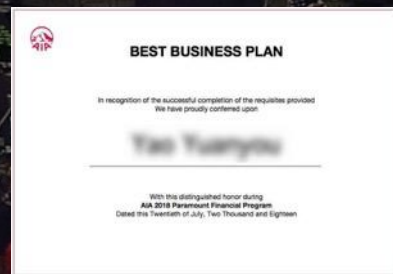 AIA
BEST BUSINESS PLAN
In recognition of the successful completion of the requisites provided
We have proudly conferred upon
Yao Yuanyou
With this distinguished honor during
AIA 2018 Paramount Financial Program
Dated this Twentieth of July, Two Thousand and Eighteen